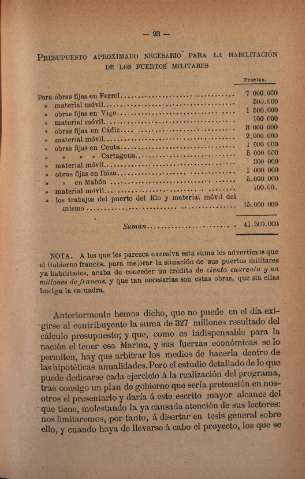 — 93 —
PRESUPUESTO APROXIMADO NECESARIO PARA LA HABILITACIÓN
DE LOS PUERTOS MILITARES
Pesetas.
Para obras fijas en Ferrol 7 000.000
» material móvil 500.000
» obras fijas en Vigo 1 500.000
» material móvil 100 000
» obras fijas en Cádiz 3 000 000
» material móvil 2.000 000
» obras fijas en Ceuta 1 000 000
» » » » Cartagena 5 000 000
» material móvil 300 000
» obras fijas en Ibiza 1 000 000
» » en Mahón 5.000 000
» material móvil 100.00
» los trabajos del puerto del Río y material móvil del
mismo 15,000 000
Suman 41.500.000
NOTA. A los que les parezca excesiva esta suma les advertimos que
el Gobierno francés, para mejorar la situación de sus puertos militares
ya habilitados, acaba de conceder un crédito de ciento cuarenta y un
millones de francos, y que tan necesarias son estas obras, que sin ellas
huelga la escuadra.
Anteriormente hemos dicho, que no puede en el día exi-
girse al contribuyente la suma de 327 millones resultado del
cálculo presupuesto; y que, como es indispensable para la
nación el tener esa Marina, y sus fuerzas económicas se lo
permiten, hay que arbitrar los medios de hacerla dentro de
las hipotéticas anualidades. Pero el estudio detallado de lo que
puede dedicarse cada ejercicio á la realización del programa,
tras consigo un plan de gobierno que sería pretensión en nos-
otros el presentarlo y daría á este escrito mayor alcance del
que tiene, molestando la ya cansada atención de sus lectores:
nos limitaremos, por tanto, á disertar en tesis general sobre
ello, y cuando haya de llevarse á cabo el proyecto, los que se